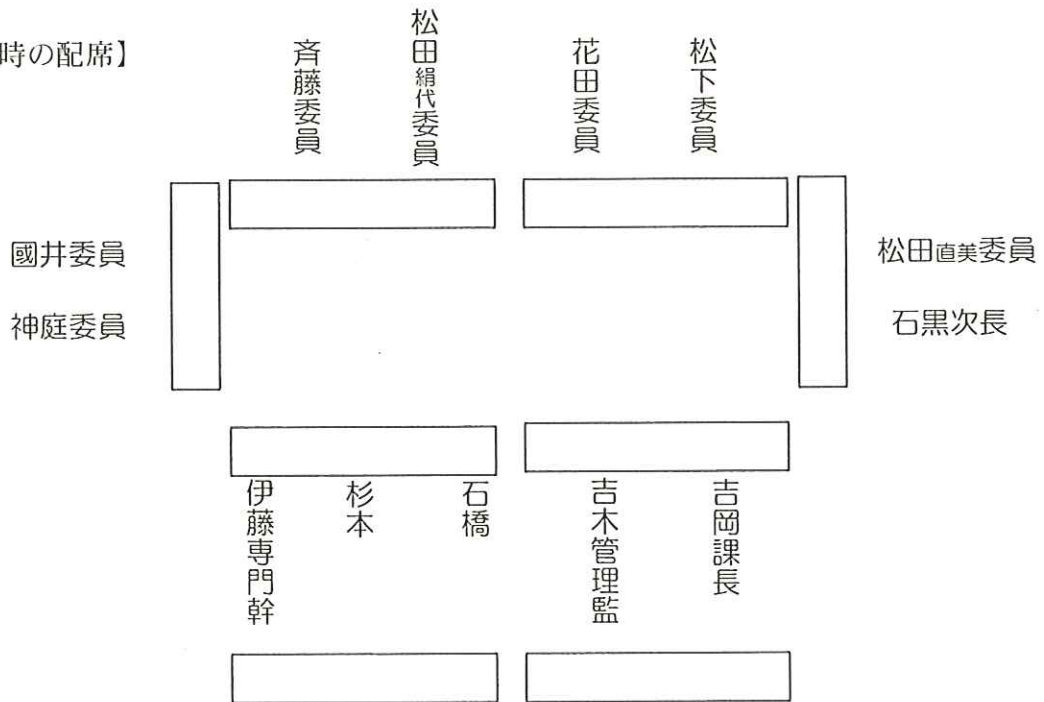 時の配席】
斉藤委員
松田絹代委員
花田委員
松下委員
國井委員
神庭委員
松田直美委員
石黒次長
伊藤専門幹
杉本
石橋
吉木管理監
吉岡課長